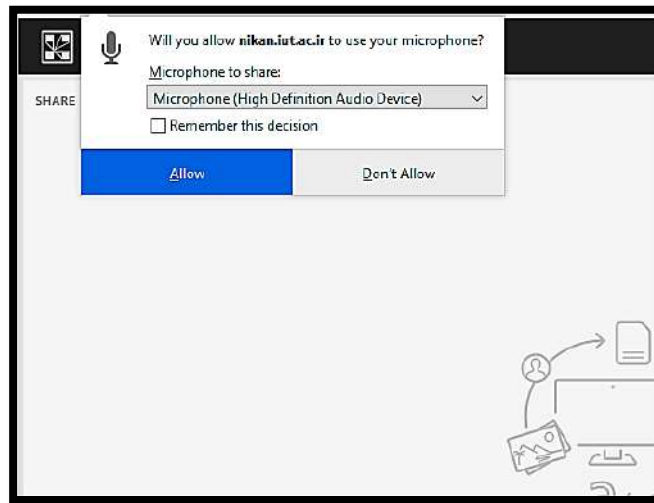 Will you allow nikan.iut.ac.ir to use your microphone?
Microphone to share:
SHARE
Microphone (High Definition Audio Device)
Remember this decision
Allow
Don't Allow